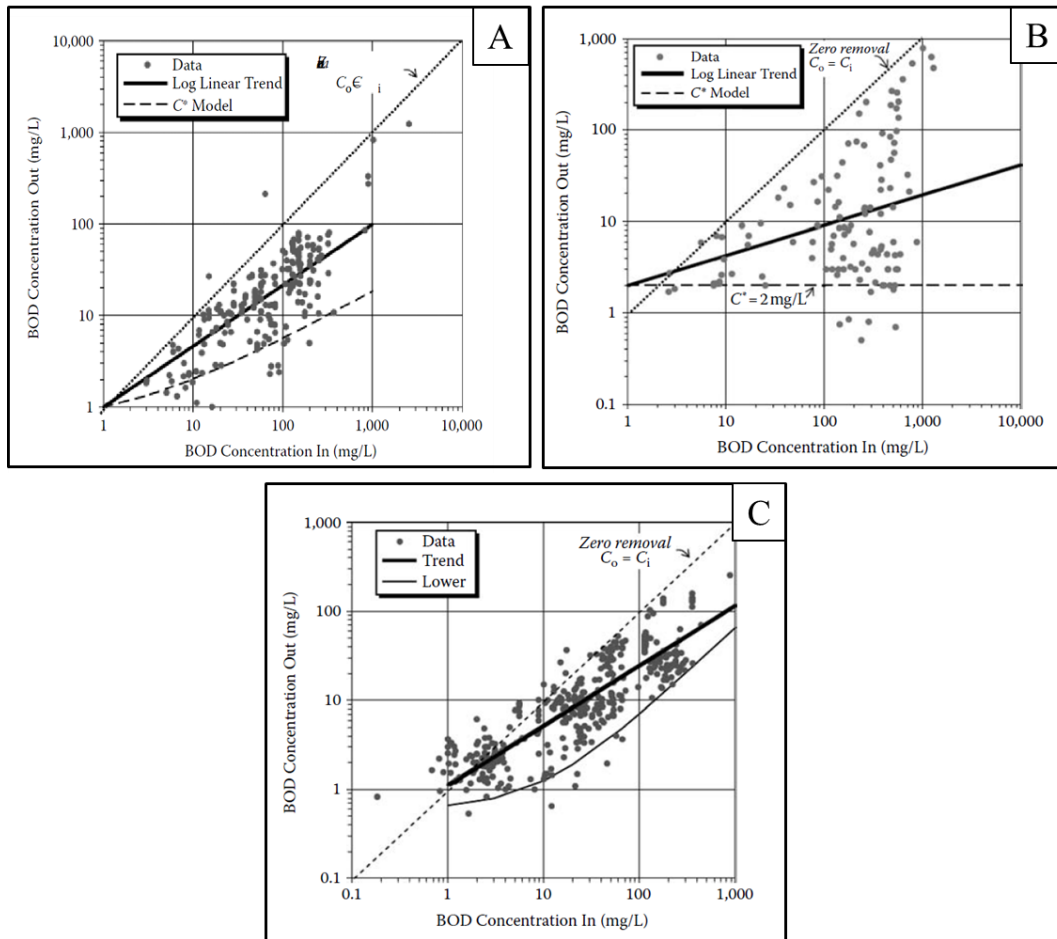 A
10,000
1,000
100
10
1
BOD Concentration Out (mg/L)
Data
Log Linear Trend
C* Model
1
10
100
1,000
10,000
BOD Concentration In (mg/L)
B
1,000
100
10
1
0.1
BOD Concentration Out (mg/L)
Data
Log Linear Trend
C* Model
Zero removal
Cₒ = Cᵢ
C* = 2 mg/L
1
10
100
1,000
10,000
BOD Concentration In (mg/L)
C
1,000
100
10
1
0.1
BOD Concentration Out (mg/L)
Data
Trend
Lower
Zero removal
Cₒ = Cᵢ
0.1
1
10
100
1,000
BOD Concentration In (mg/L)